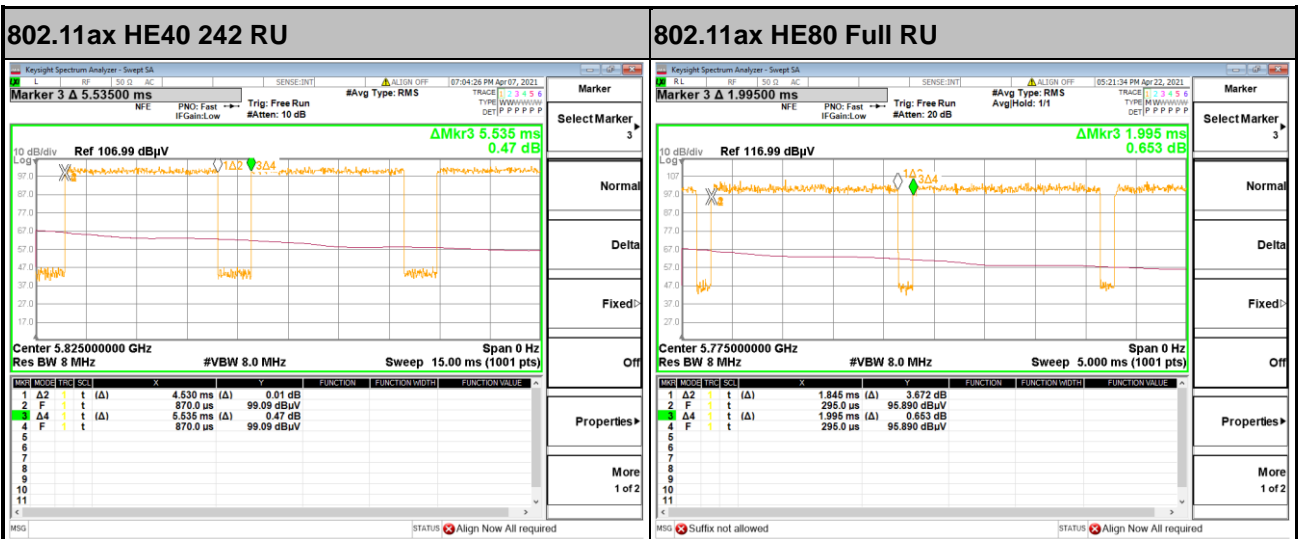 802.11ax HE40 242 RU
Keysight Spectrum Analyzer - Swept SA
L RF 50 Ω AC SENSE:INT ALIGN OFF 07:04:26 PM Apr 07, 2021
Marker 3 Δ 5.53500 ms
NFE PNO: Fast Trig: Free Run #Avg Type: RMS TRACE 1 2 3 4 5 6
IFGain:Low #Atten: 10 dB TYPE WWWWWW
DET P P P P P P
ΔMkr3 5.535 ms
0.47 dB
10 dB/div Ref 106.99 dBµV
Log
97.0
87.0
77.0
67.0
57.0
47.0
37.0
27.0
17.0
1Δ2 3Δ4
Center 5.825000000 GHz Span 0 Hz
Res BW 8 MHz #VBW 8.0 MHz Sweep 15.00 ms (1001 pts)
MKR MODE TRC SCL X Y FUNCTION FUNCTION WIDTH FUNCTION VALUE
1 Δ2 1 t (Δ) 4.530 ms (Δ) 0.01 dB
2 F 1 t 870.0 µs 99.09 dBµV
3 Δ4 1 t (Δ) 5.535 ms (Δ) 0.47 dB
4 F 1 t 870.0 µs 99.09 dBµV
5
6
7
8
9
10
11
MSG STATUS Align Now All required
Marker
Select Marker
3
Normal
Delta
Fixed
Off
Properties
More
1 of 2
802.11ax HE80 Full RU
Keysight Spectrum Analyzer - Swept SA
RL RF 50 Ω AC SENSE:INT ALIGN OFF 05:21:34 PM Apr 22, 2021
Marker 3 Δ 1.99500 ms
NFE PNO: Fast Trig: Free Run #Avg Type: RMS TRACE 1 2 3 4 5 6
IFGain:Low #Atten: 20 dB Avg|Hold: 1/1 TYPE MWWWWW
DET P P P P P P
ΔMkr3 1.995 ms
0.653 dB
10 dB/div Ref 116.99 dBµV
Log
107
97.0
87.0
77.0
67.0
57.0
47.0
37.0
27.0
3Δ4
Center 5.775000000 GHz Span 0 Hz
Res BW 8 MHz #VBW 8.0 MHz Sweep 5.000 ms (1001 pts)
MKR MODE TRC SCL X Y FUNCTION FUNCTION WIDTH FUNCTION VALUE
1 Δ2 1 t (Δ) 1.845 ms (Δ) 3.672 dB
2 F 1 t 295.0 µs 95.890 dBµV
3 Δ4 1 t (Δ) 1.995 ms (Δ) 0.653 dB
4 F 1 t 295.0 µs 95.890 dBµV
5
6
7
8
9
10
11
MSG Suffix not allowed STATUS Align Now All required
Marker
Select Marker
3
Normal
Delta
Fixed
Off
Properties
More
1 of 2